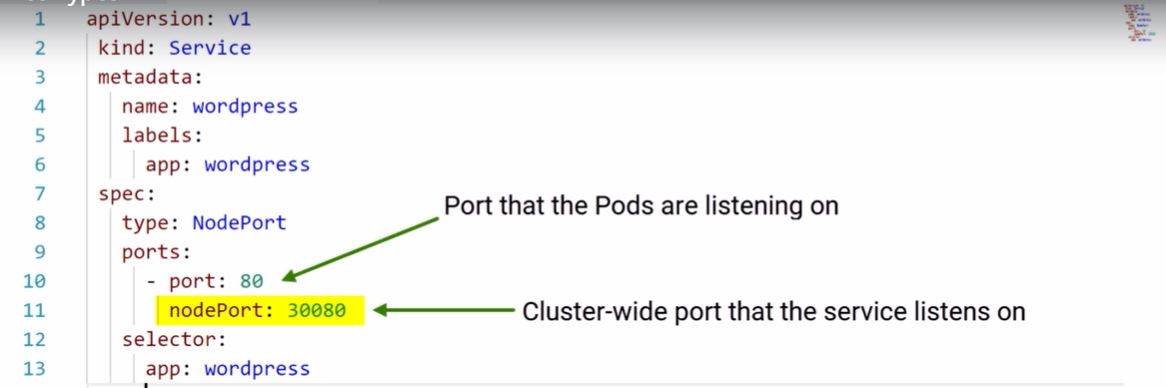 1 apiVersion: v1
2 kind: Service
3 metadata:
4 name: wordpress
5 labels:
6 app: wordpress
7 spec:
Port that the Pods are listening on
8 type: NodePort
9 ports:
10 - port: 80
11 nodePort: 30080
Cluster-wide port that the service listens on
12 selector:
13 app: wordpress